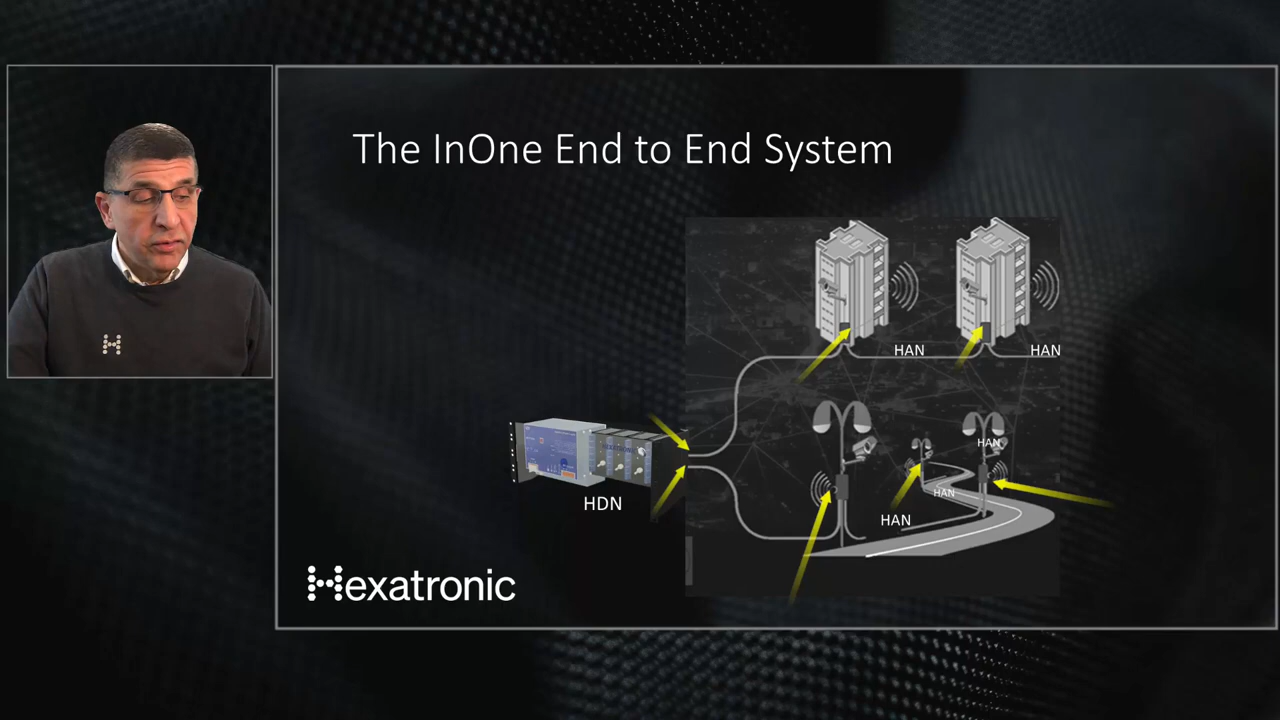 The InOne End to End System
HAN
HAN
HAN
HAN
HDN
HAN
Hexatronic